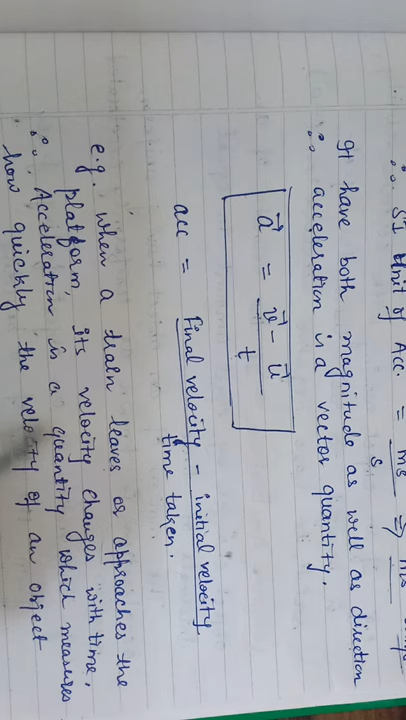 ∴ SI Unit of Acc. =
s
It have both magnitude as well as direction
∴ acceleration is a vector quantity.
a⃗ = v⃗ - u⃗
t
acc = Final velocity - initial velocity
time taken.
e.g. when a train leaves or approaches the
platform, its velocity changes with time.
∴ Acceleration is a quantity which measures
how quickly the velocity of an object